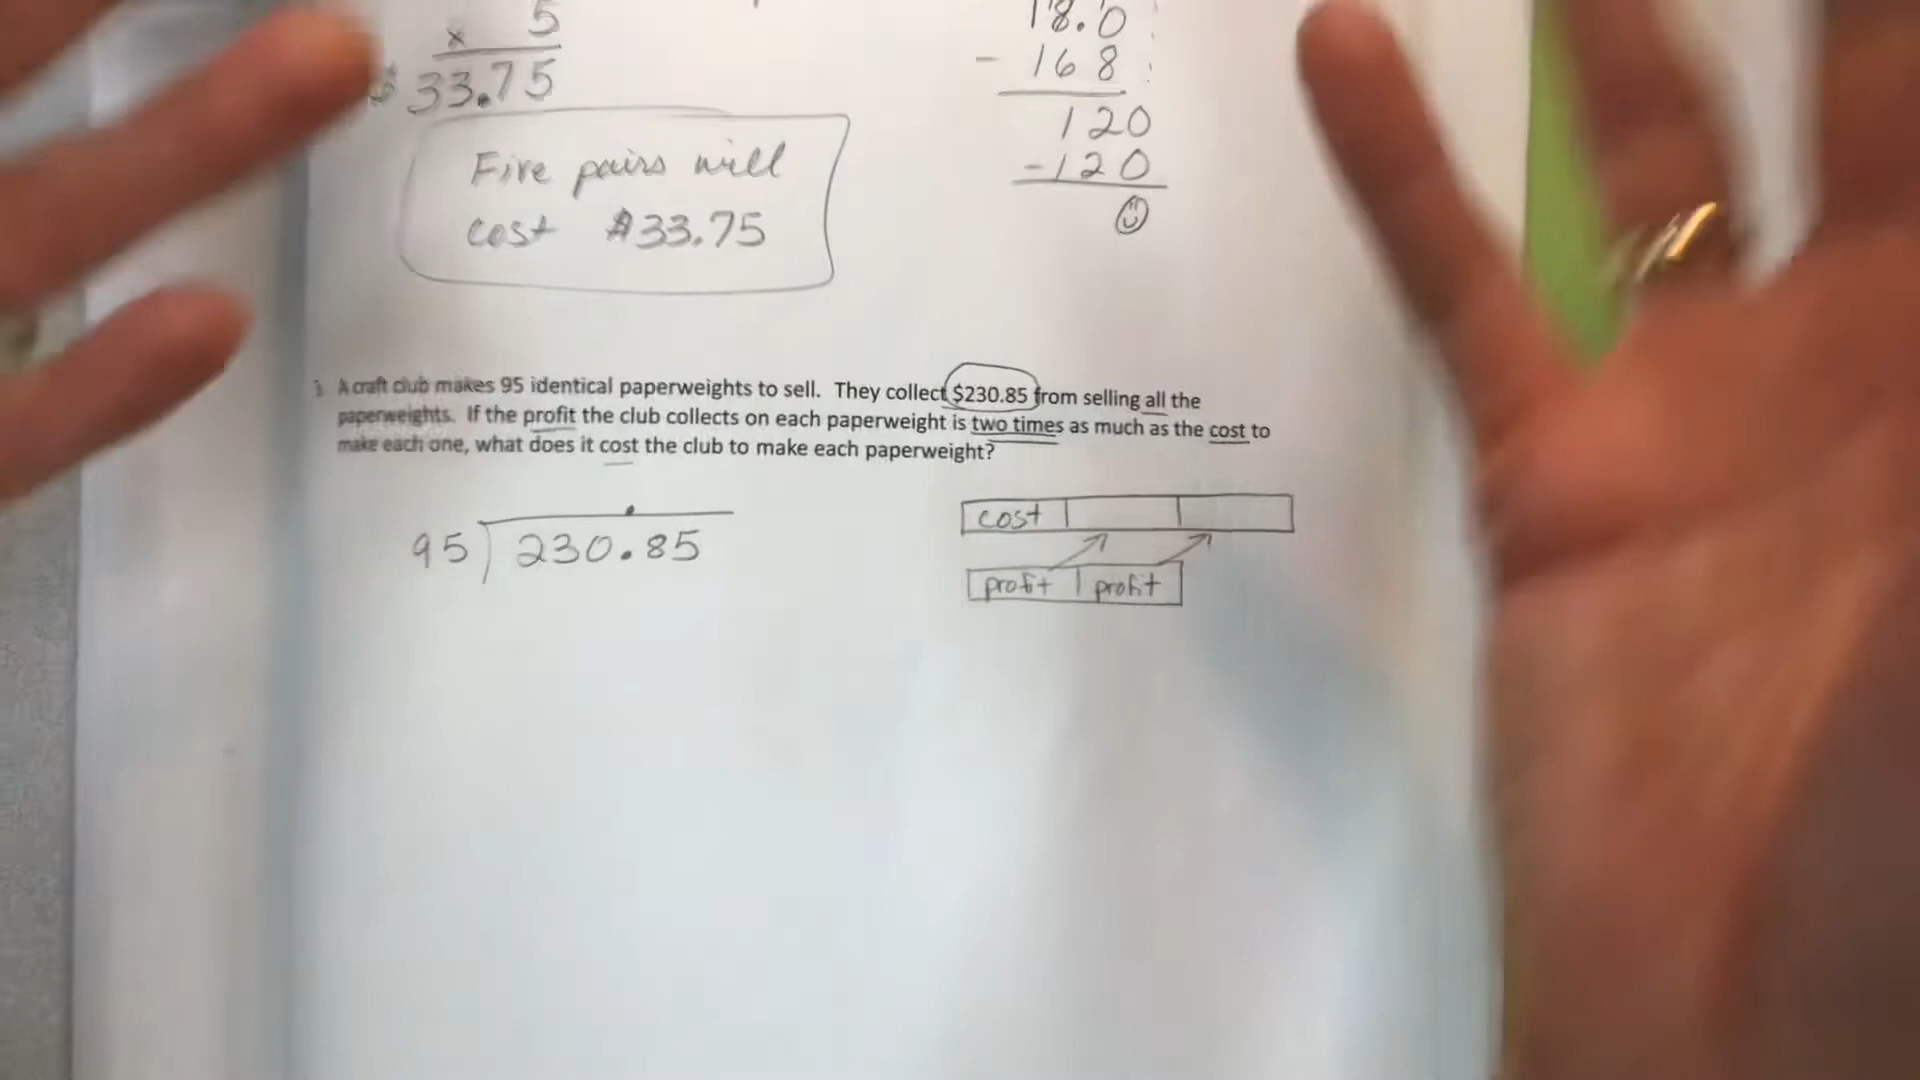 x 5
$33.75
Five pairs will
cost $33.75
18.0
- 168
120
-120
A craft club makes 95 identical paperweights to sell. They collect $230.85 from selling all the
paperweights. If the profit the club collects on each paperweight is two times as much as the cost to
make each one, what does it cost the club to make each paperweight?
95)230.85
cost
profit profit